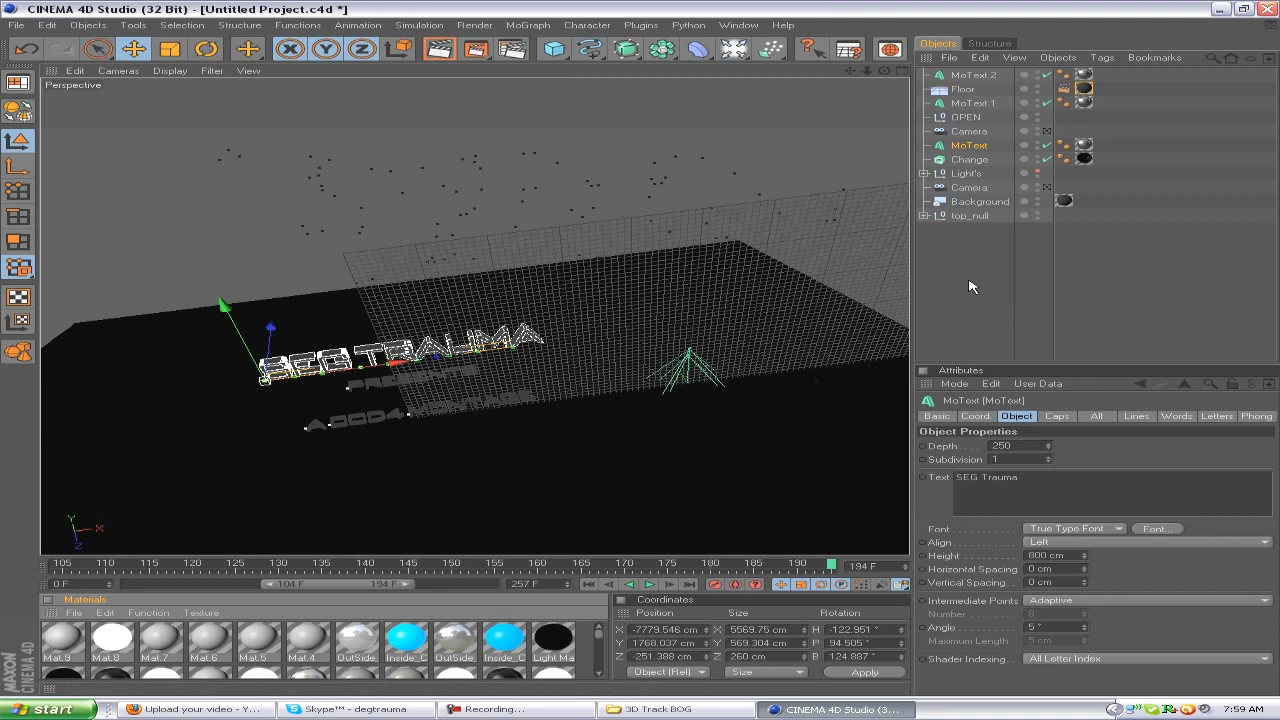 CINEMA 4D Studio (32 Bit) - [Untitled Project.c4d *]
File Edit Objects Tools Selection Structure Functions Animation Simulation Render MoGraph Character Plugins Python Window Help
Objects Structure
File Edit View Objects Tags Bookmarks
Edit Cameras Display Filter View
Perspective
MoText.2
Floor
MoText.1
OPEN
Camera
MoText
Change
Light's
Camera
Background
top_null
SEG TRAUMA
PRESENTS
Y
X
Z
Attributes
Mode Edit User Data
MoText [MoText]
Basic Coord. Object Caps All Lines Words Letters Phong
Object Properties
Depth 250
Subdivision 1
Text SEG Trauma
Font True Type Font Font...
Align Left
Height 800 cm
Horizontal Spacing 0 cm
Vertical Spacing 0 cm
Intermediate Points Adaptive
Number 8
Angle 5 °
Maximum Length 5 cm
Shader Indexing All Letter Index
105 110 115 120 125 130 135 140 145 150 155 160 165 170 175 180 185 190 194 F
0 F 104 F 194 F 257 F
Materials
File Edit Function Texture
Mat.9 Mat.8 Mat.7 Mat.6 Mat.5 Mat.4 OutSide_ Inside_C OutSide_ Inside_C Light Ma
Coordinates
Position Size Rotation
X -7779.546 cm X 5569.75 cm H -122.951 °
Y 1768.037 cm Y 569.304 cm P 94.505 °
Z -251.388 cm Z 260 cm B 124.887 °
Object (Rel) Size Apply
MAXON
CINEMA 4D
start Upload your video - Y... Skype™ - degtrauma Recording... 3D Track BOG CINEMA 4D Studio (3... 7:59 AM